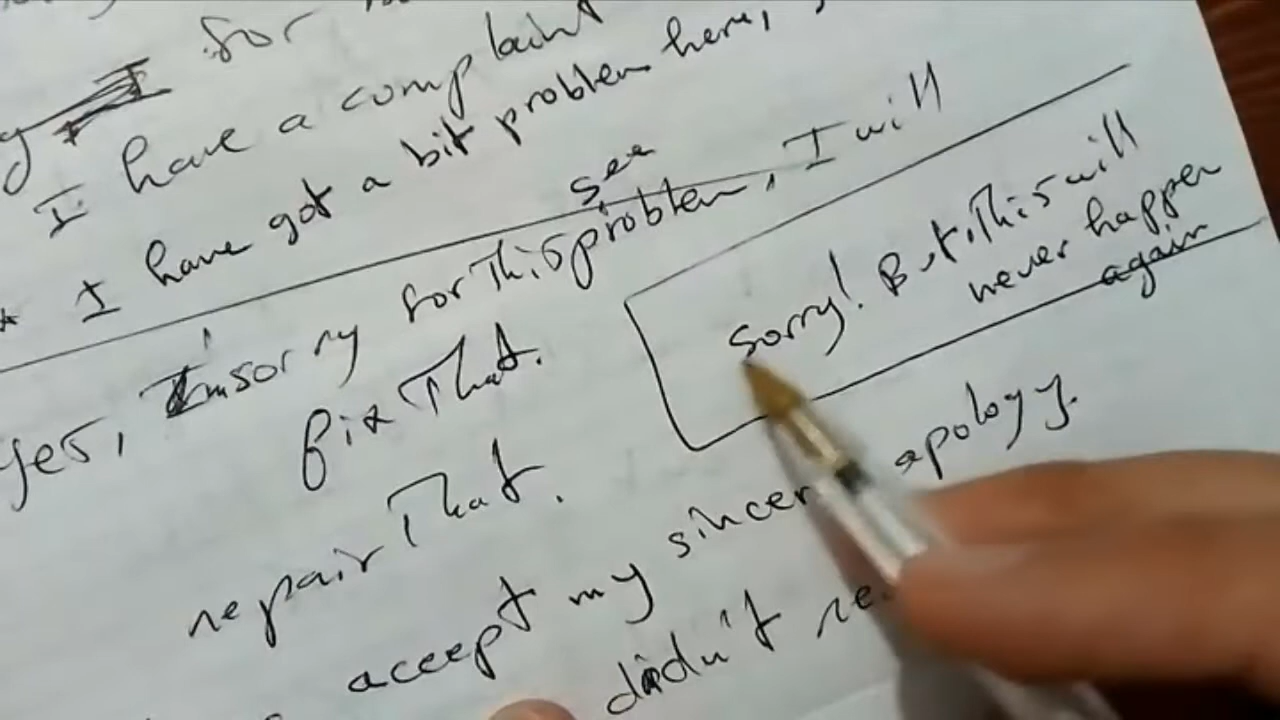 for
I have a complaint
* I have got a bit problem here,
see
Yes, I'm sorry for This problem, I will
fix That.
repair That.
Sorry! But, This will
never happen
again
accept my sincer apology.
didn't